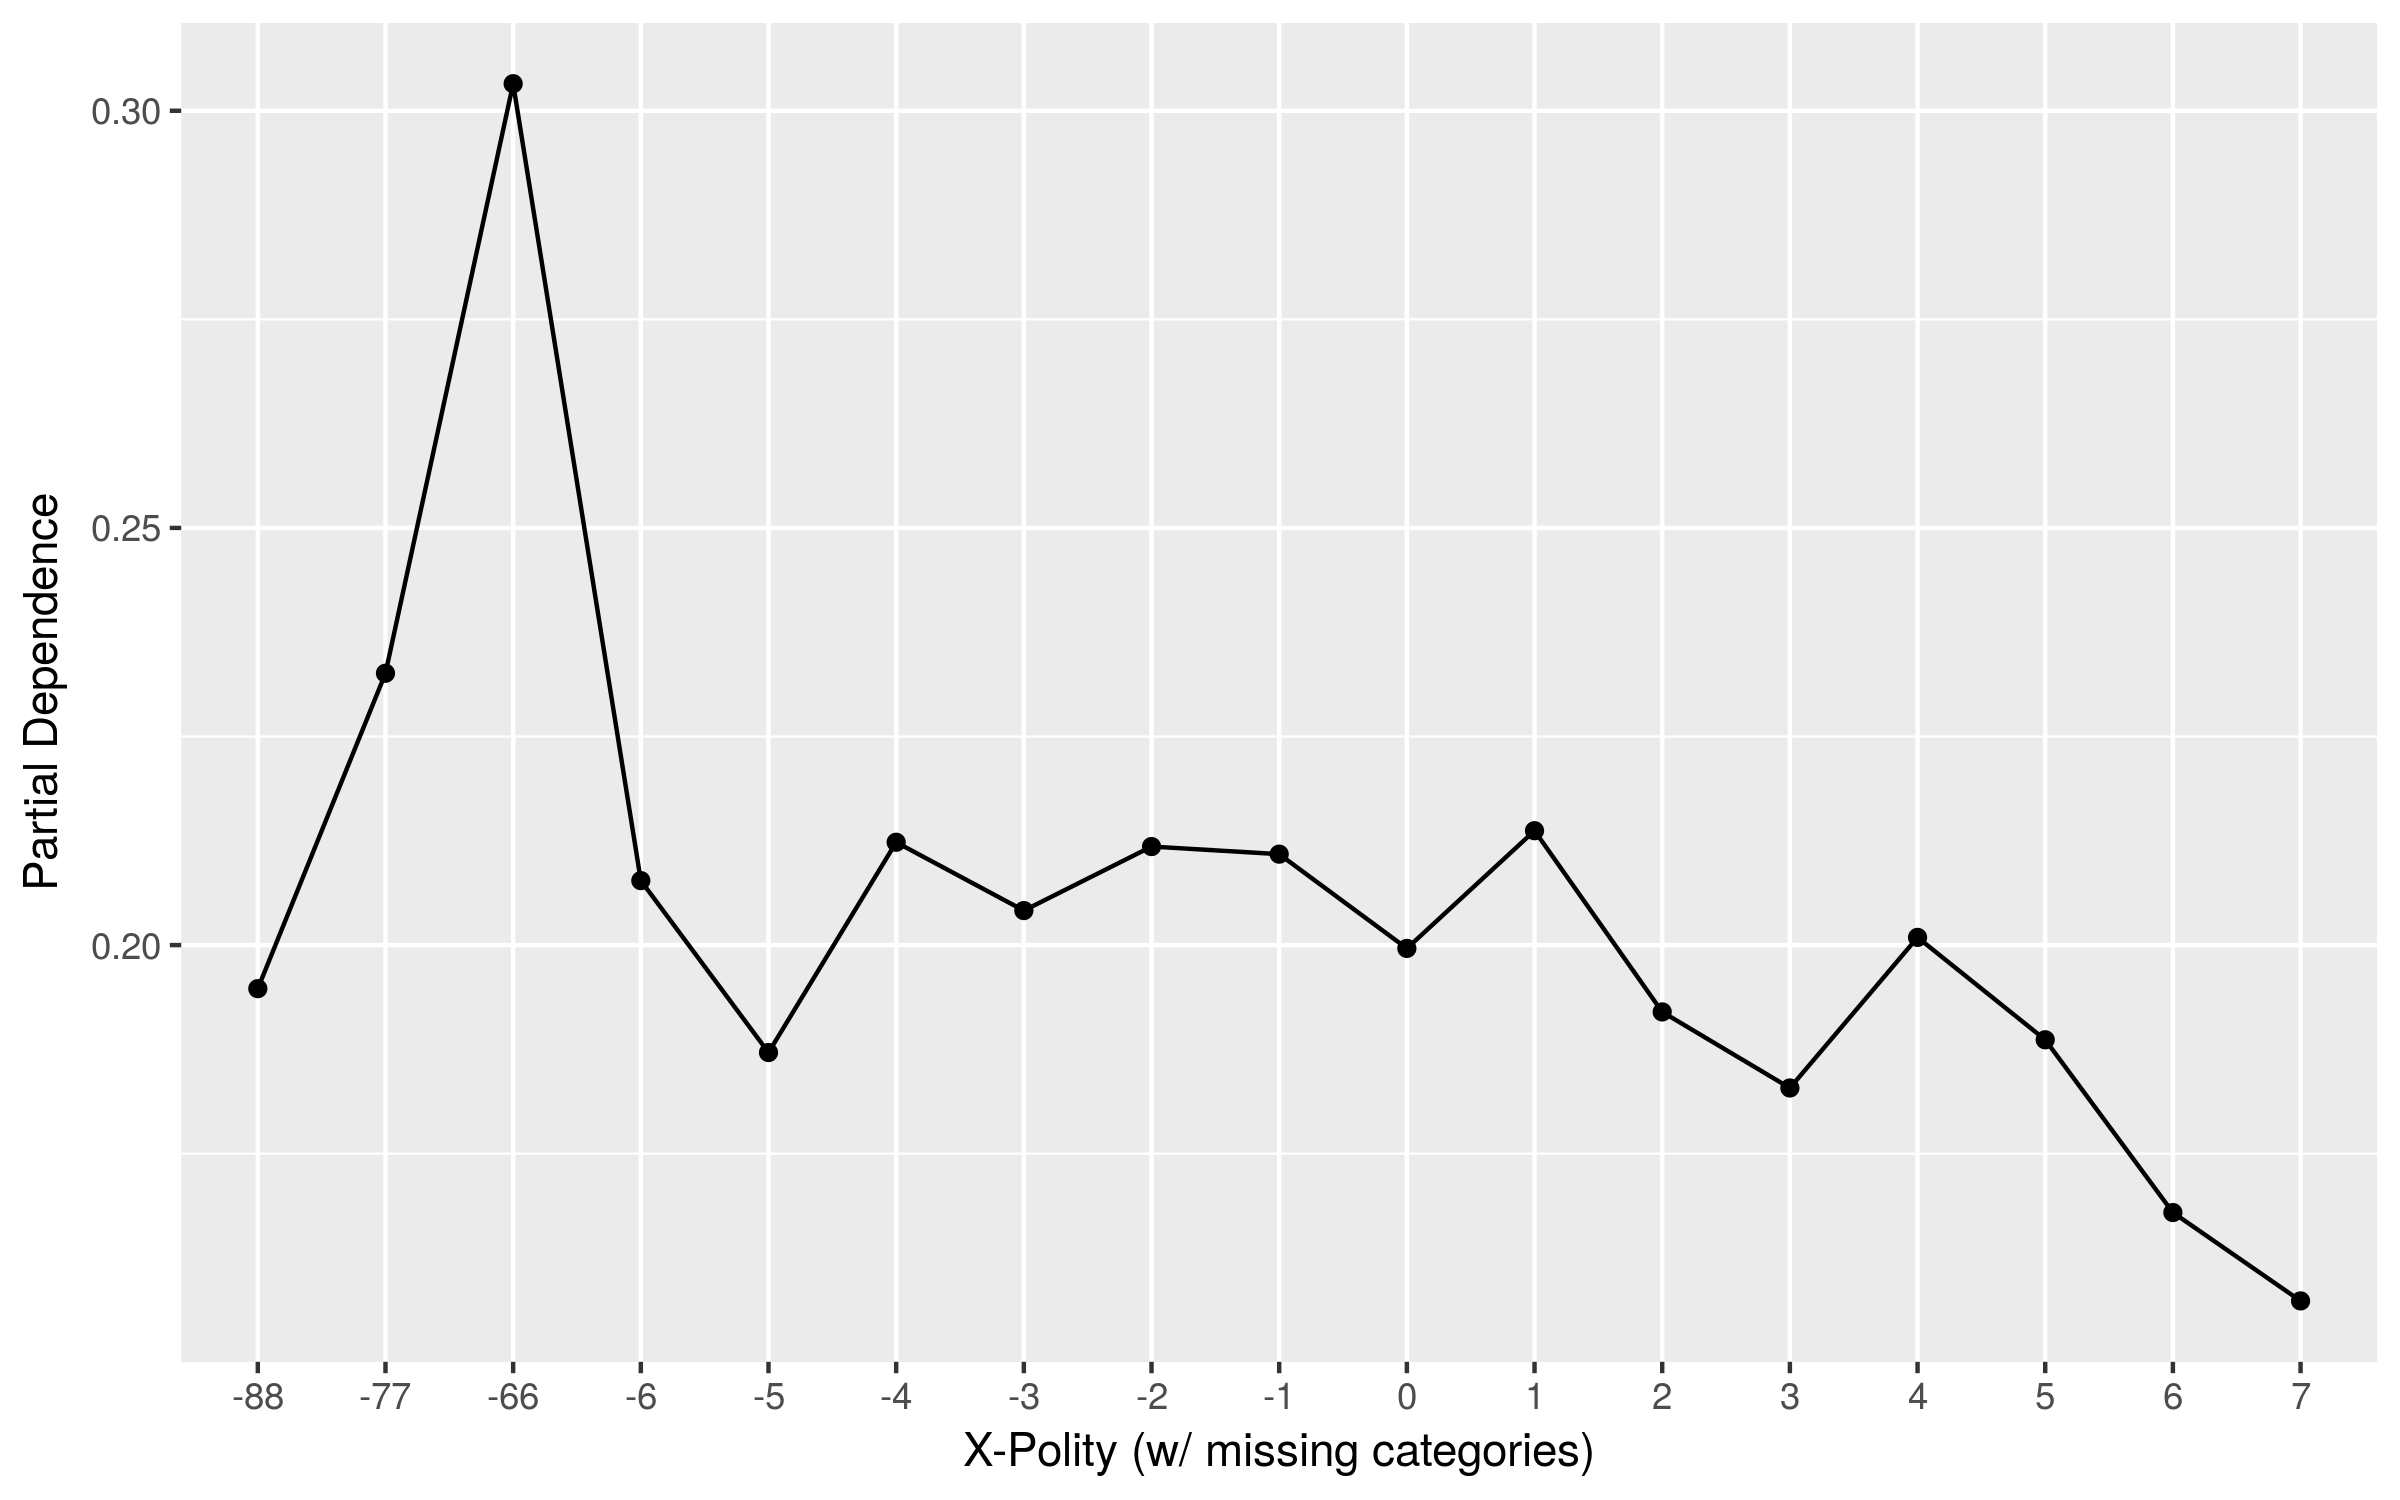 Partial Dependence
0.30
0.25
0.20
-88 -77 -66 -6 -5 -4 -3 -2 -1 0 1 2 3 4 5 6 7
X-Polity (w/ missing categories)